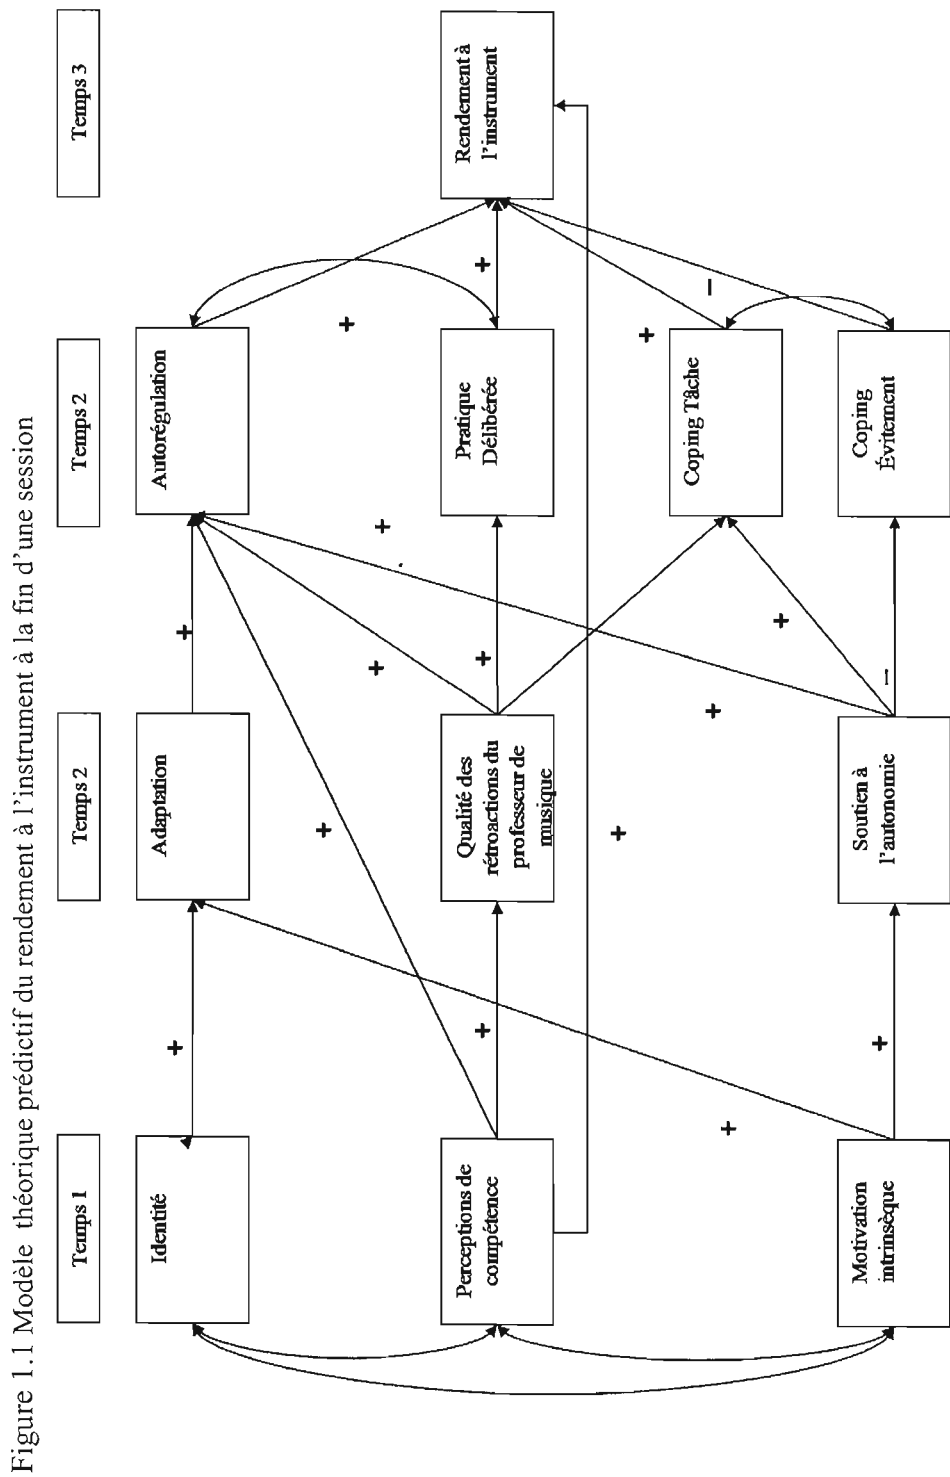 Figure 1.1 Modèle théorique prédictif du rendement à l'instrument à la fin d'une session
Temps 1
Temps 2
Temps 2
Temps 3
Identité
+
Adaptation
+
Autorégulation
+
+
+
+
Perceptions de
compétence
+
Qualité des
rétroactions du
professeur de
musique
+
Pratique
Délibérée
+
Rendement à
l'instrument
+
+
+
+
+
–
Coping Tâche
Motivation
intrinsèque
+
Soutien à
l'autonomie
–
Coping
Évitement